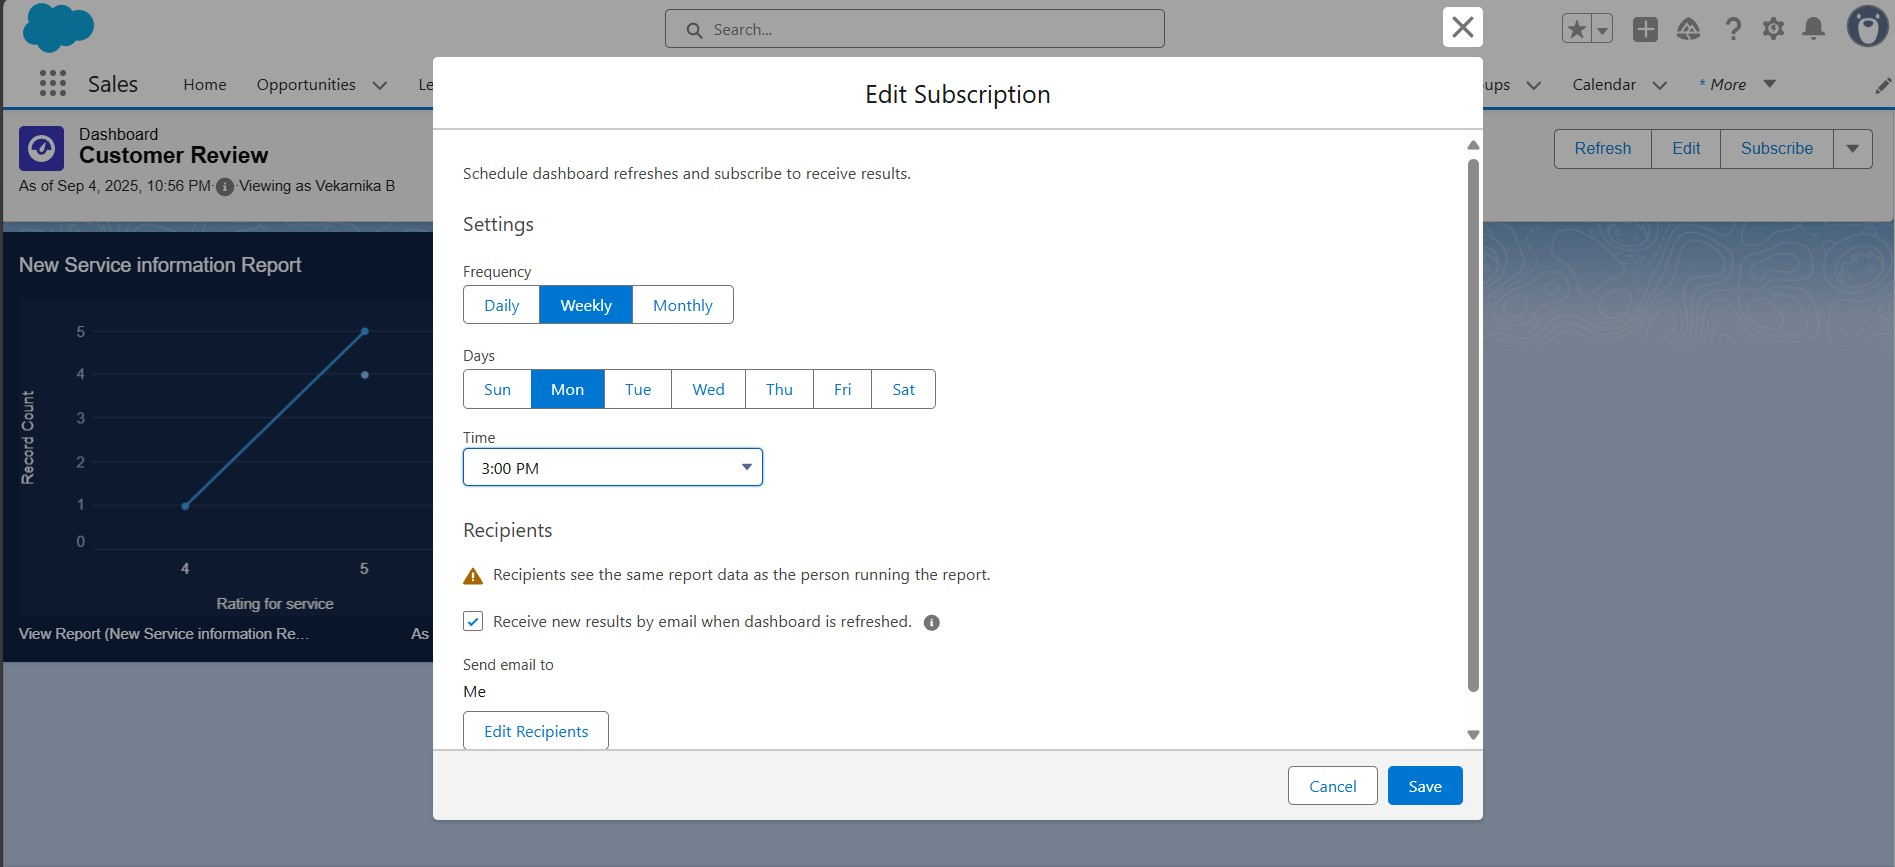 Search...
Sales
Home
Opportunities
Le
ups
Calendar
* More
Dashboard
Customer Review
As of Sep 4, 2025, 10:56 PM·Viewing as Vekarnika B
Refresh
Edit
Subscribe
New Service information Report
Record Count
5
4
3
2
1
0
4
5
Rating for service
View Report (New Service information Re...
As
Edit Subscription
Schedule dashboard refreshes and subscribe to receive results.
Settings
Frequency
Daily
Weekly
Monthly
Days
Sun
Mon
Tue
Wed
Thu
Fri
Sat
Time
3:00 PM
Recipients
Recipients see the same report data as the person running the report.
Receive new results by email when dashboard is refreshed.
Send email to
Me
Edit Recipients
Cancel
Save